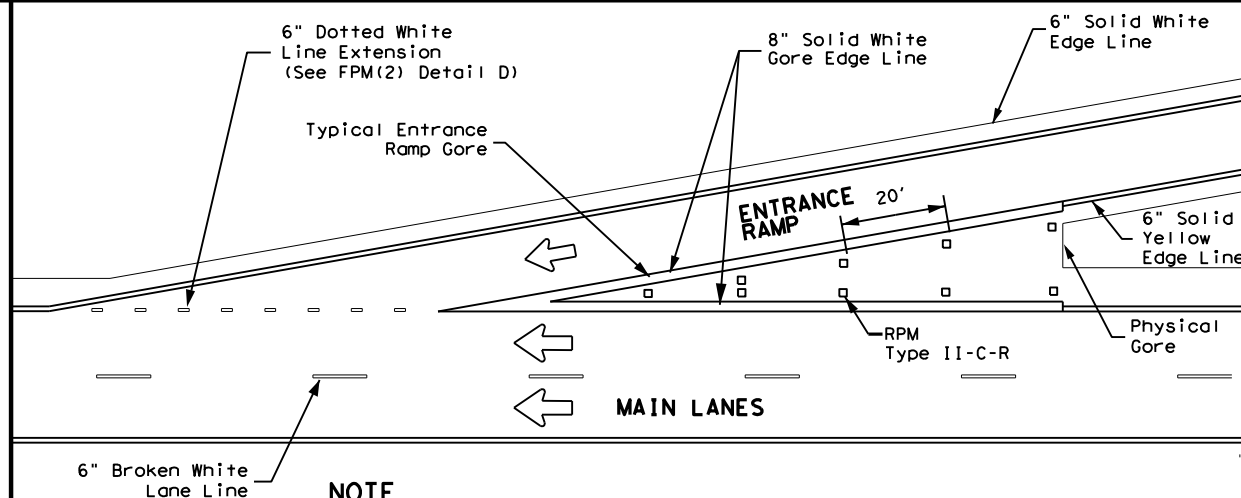 6" Dotted White
Line Extension
(See FPM(2) Detail D)
8" Solid White
Gore Edge Line
6" Solid White
Edge Line
Typical Entrance
Ramp Gore
ENTRANCE
RAMP
20'
6" Solid
Yellow
Edge Line
RPM
Type II-C-R
Physical
Gore
MAIN LANES
6" Broken White
Lane Line
NOTE